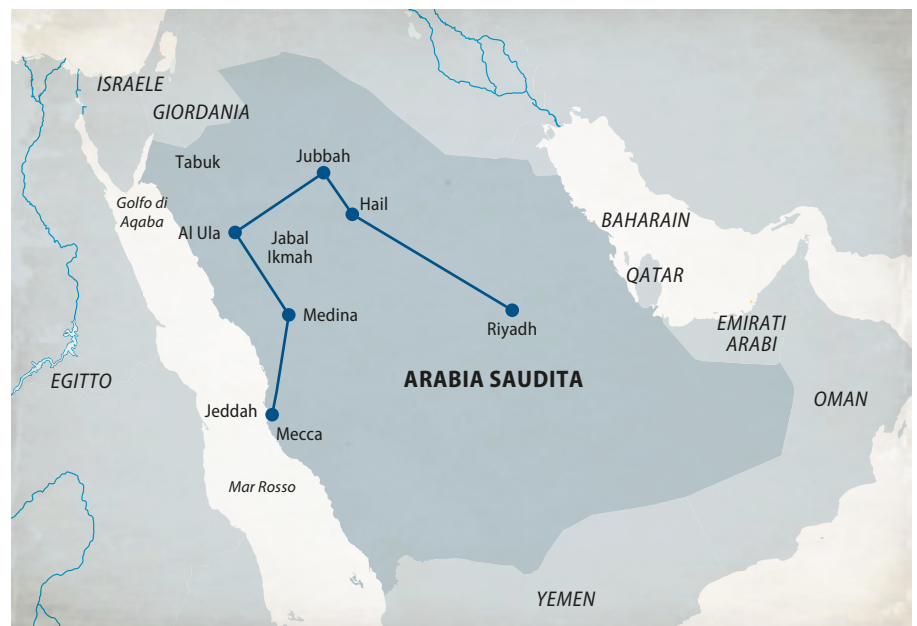 ISRAELE
GIORDANIA
Tabuk
Jubbah
Hail
Golfo di
Aqaba
Al Ula
Jabal
Ikmah
BAHARAIN
QATAR
Medina
Riyadh
EMIRATI
ARABI
EGITTO
ARABIA SAUDITA
OMAN
Jeddah
Mecca
Mar Rosso
YEMEN